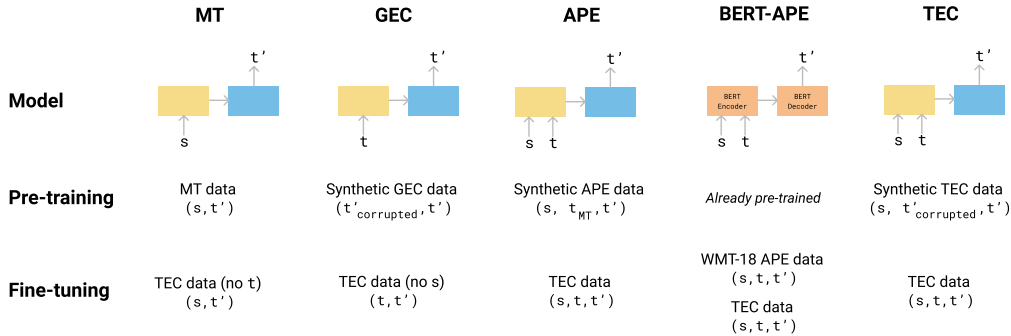 MT GEC APE BERT-APE TEC
t′ t′ t′ t′ t′
Model BERT Encoder BERT Decoder
s t s t s t s t
Pre-training
MT data Synthetic GEC data Synthetic APE data Already pre-trained Synthetic TEC data
(s,t′) (t′corrupted,t′) (s, tMT,t′) (s, t′corrupted,t′)
Fine-tuning
WMT-18 APE data
(s,t,t′)
TEC data (no t) TEC data (no s) TEC data TEC data
(s,t′) (t,t′) (s,t,t′) (s,t,t′)
TEC data
(s,t,t′)